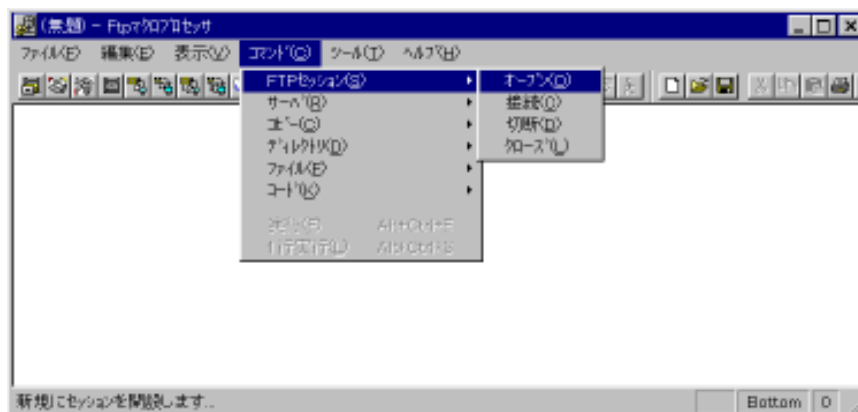 (無題) - Ftpﾏｸﾛﾌﾟﾛｾｯｻ
ﾌｧｲﾙ(F) 編集(E) 表示(V) ｺﾏﾝﾄﾞ(C) ﾂｰﾙ(T) ﾍﾙﾌﾟ(H)
FTPｾｯｼｮﾝ(S)
ｻｰﾊﾞ(R)
ｺﾋﾟｰ(C)
ﾃﾞｨﾚｸﾄﾘ(D)
ﾌｧｲﾙ(F)
ｺｰﾄﾞ(K)
ｵｰﾌﾟﾝ(O)
接続(C)
切断(D)
ｸﾛｰｽﾞ(L)
新規にｾｯｼｮﾝを開設します...
Bottom 0